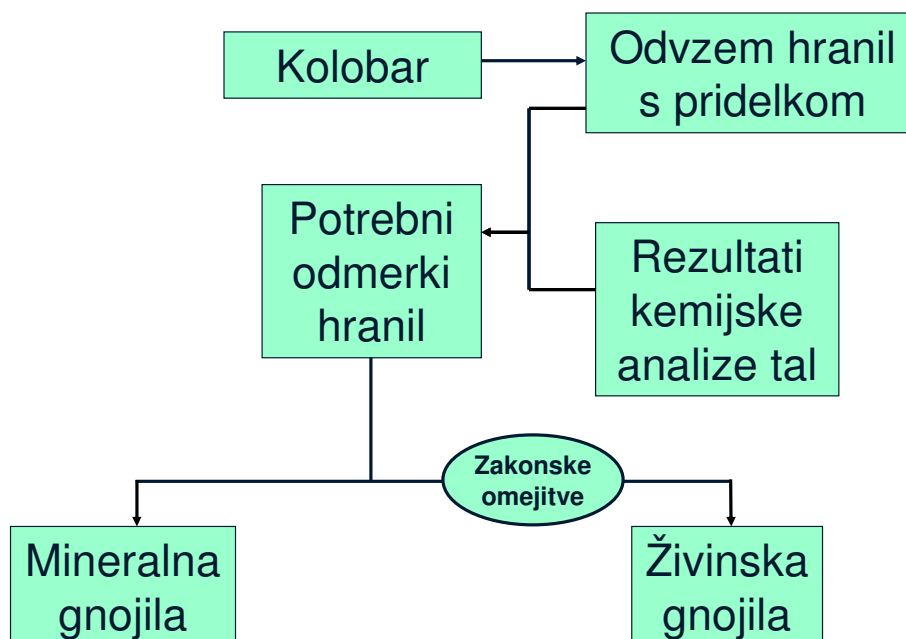 Kolobar
Odvzem hranil
s pridelkom
Potrebni
odmerki
hranil
Rezultati
kemijske
analize tal
Zakonske
omejitve
Mineralna
gnojila
Živinska
gnojila